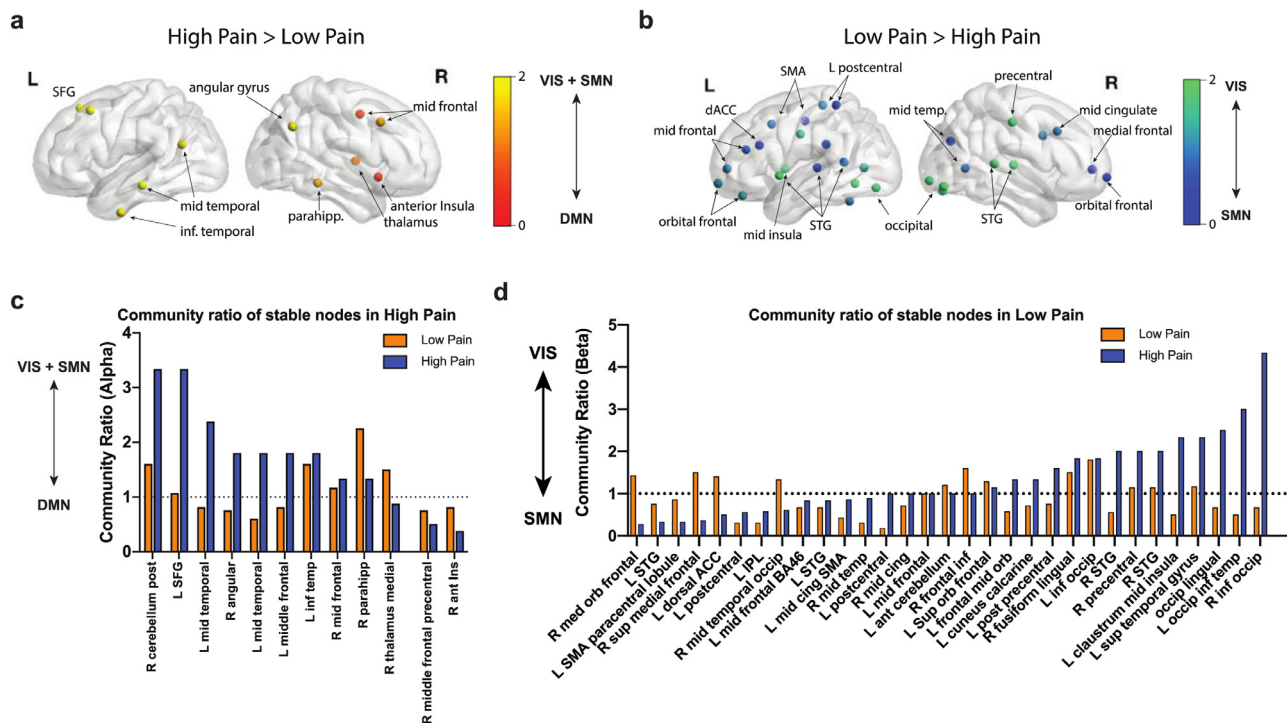 a
High Pain > Low Pain
L
R
SFG
angular gyrus
mid frontal
mid temporal
inf. temporal
parahipp.
anterior Insula
thalamus
2
0
VIS + SMN
DMN
b
Low Pain > High Pain
L
R
SMA
L postcentral
dACC
mid frontal
orbital frontal
mid insula
STG
occipital
precentral
mid temp.
mid cingulate
medial frontal
STG
orbital frontal
2
0
VIS
SMN
c
Community ratio of stable nodes in High Pain
VIS + SMN
DMN
Community Ratio (Alpha)
4
3
2
1
0
Low Pain
High Pain
R cerebellum post
L SFG
L mid temporal
R angular
L mid temporal
L middle frontal
L inf temp
R mid frontal
R parahipp
R thalamus medial
R middle frontal precentral
R ant Ins
d
Community ratio of stable nodes in Low Pain
VIS
SMN
Community Ratio (Beta)
5
4
1
2
1
0
Low Pain
High Pain
R med orb frontal
L STG
L SMA paracentral lobule
R sup medial frontal
L dorsal ACC
L postcentral
L IPL
R mid temporal occip
L mid frontal BA46
L STG
L mid cing SMA
R mid temp
L postcentral
R mid cing
L mid frontal
L ant cerebellum
R frontal inf
L Sup orb frontal
L frontal mid orb
L cuneus calcarine
L post precentral
R fusiform lingual
L inf occip
R STG
R precentral
R STG
L claustrum mid insula
L sup temporal gyrus
occip lingual
L occip inf temp
R inf occip